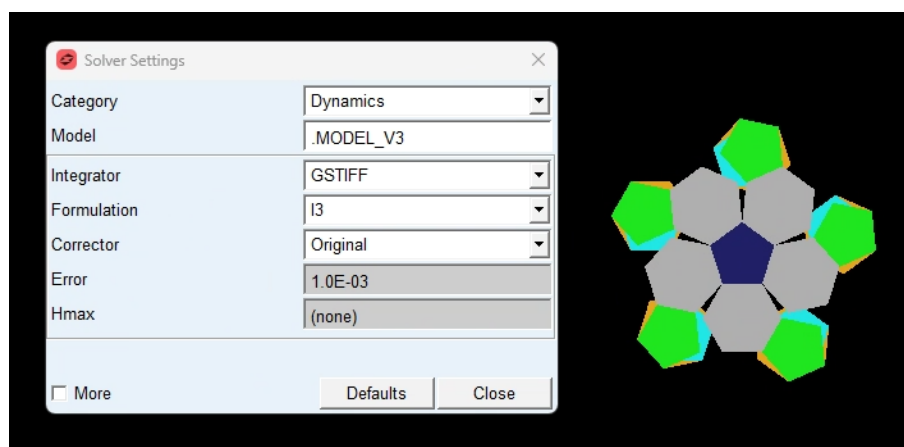 Solver Settings
Category Dynamics
Model .MODEL_V3
Integrator GSTIFF
Formulation I3
Corrector Original
Error 1.0E-03
Hmax (none)
More Defaults Close